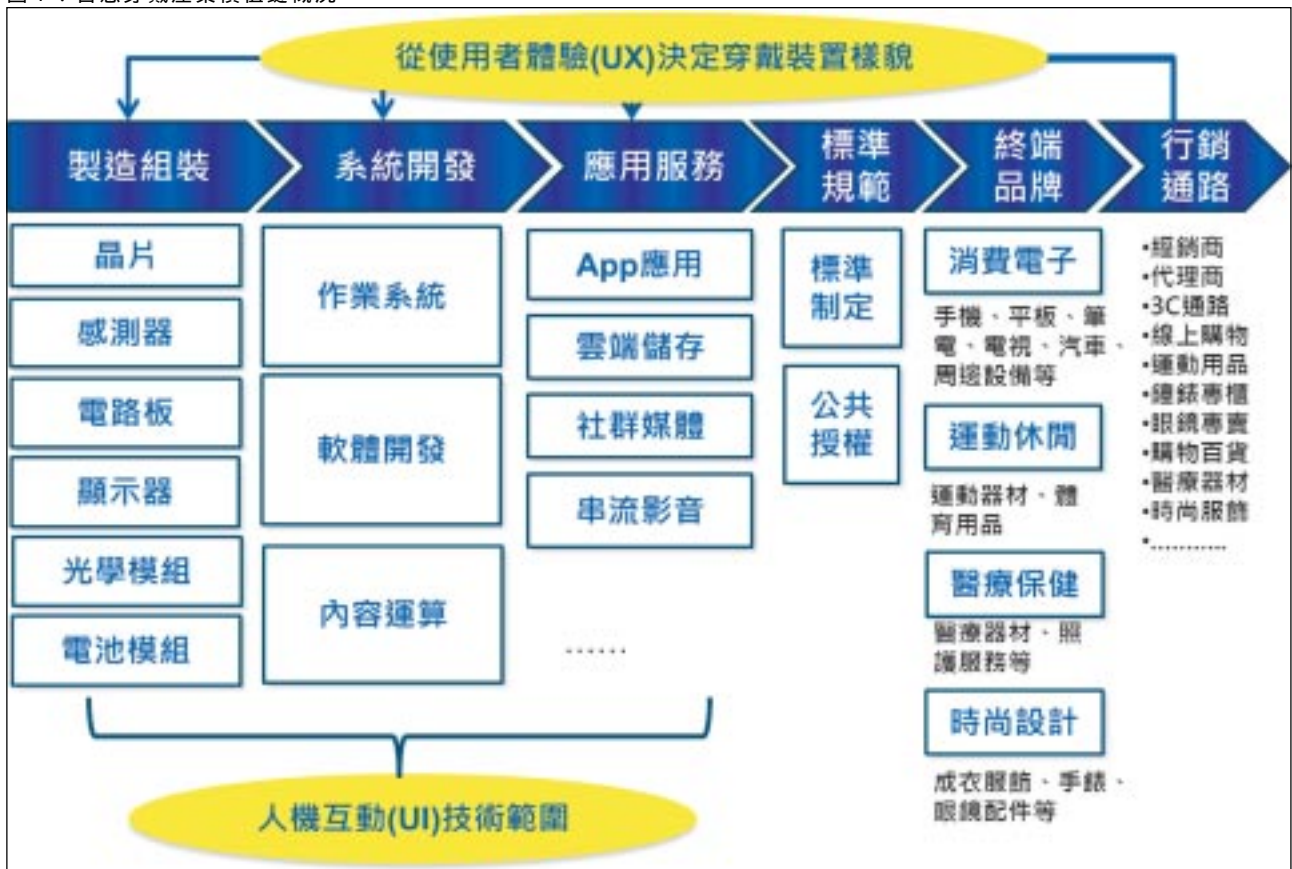 從使用者體驗(UX)決定穿戴裝置樣貌
製造組裝
系統開發
應用服務
標準
規範
終端
品牌
行銷
通路
晶片
感測器
電路板
顯示器
光學模組
電池模組
作業系統
軟體開發
內容運算
App應用
雲端儲存
社群媒體
串流影音
......
標準
制定
公共
授權
消費電子
手機、平板、筆
電、電視、汽車、
周邊設備等
運動休閒
運動器材、體
育用品
醫療保健
醫療器材、照
護服務等
時尚設計
成衣服飾、手錶、
眼鏡配件等
•經銷商
•代理商
•3C通路
•線上購物
•運動用品
•鐘錶專櫃
•眼鏡專賣
•購物百貨
•醫療器材
•時尚服飾
•...........
人機互動(UI)技術範圍